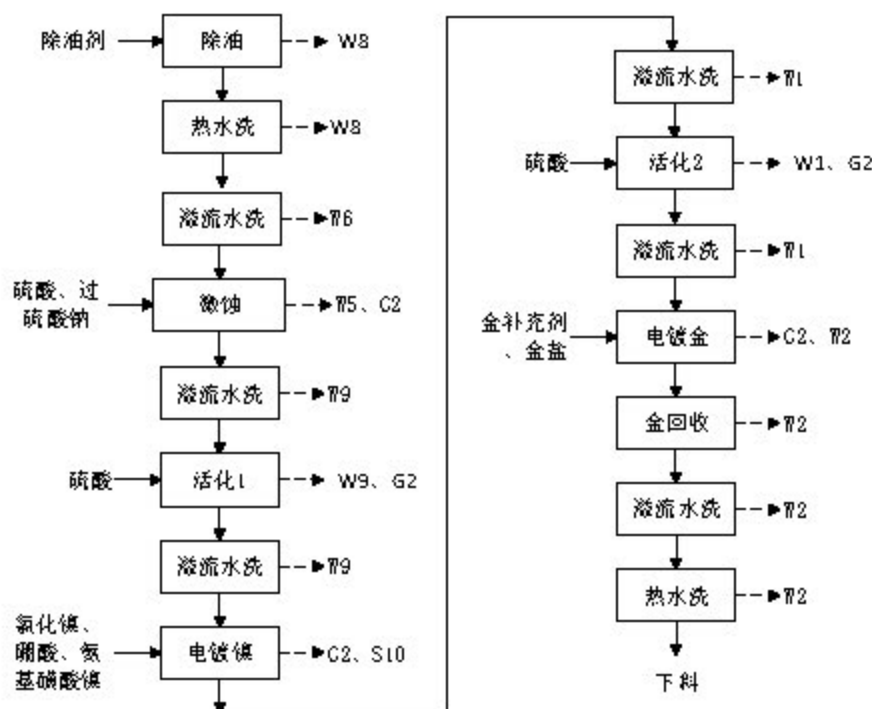 除油剂
除油
W8
热水洗
W8
溢流水洗
W6
硫酸、过
硫酸钠
微蚀
W5、G2
溢流水洗
W9
硫酸
活化1
W9、G2
溢流水洗
W9
氯化镍、
硼酸、氨
基磺酸镍
电镀镍
G2、S10
溢流水洗
W1
硫酸
活化2
W1、G2
溢流水洗
W1
金补充剂
、金盐
电镀金
G2、W2
金回收
W2
溢流水洗
W2
热水洗
W2
下料